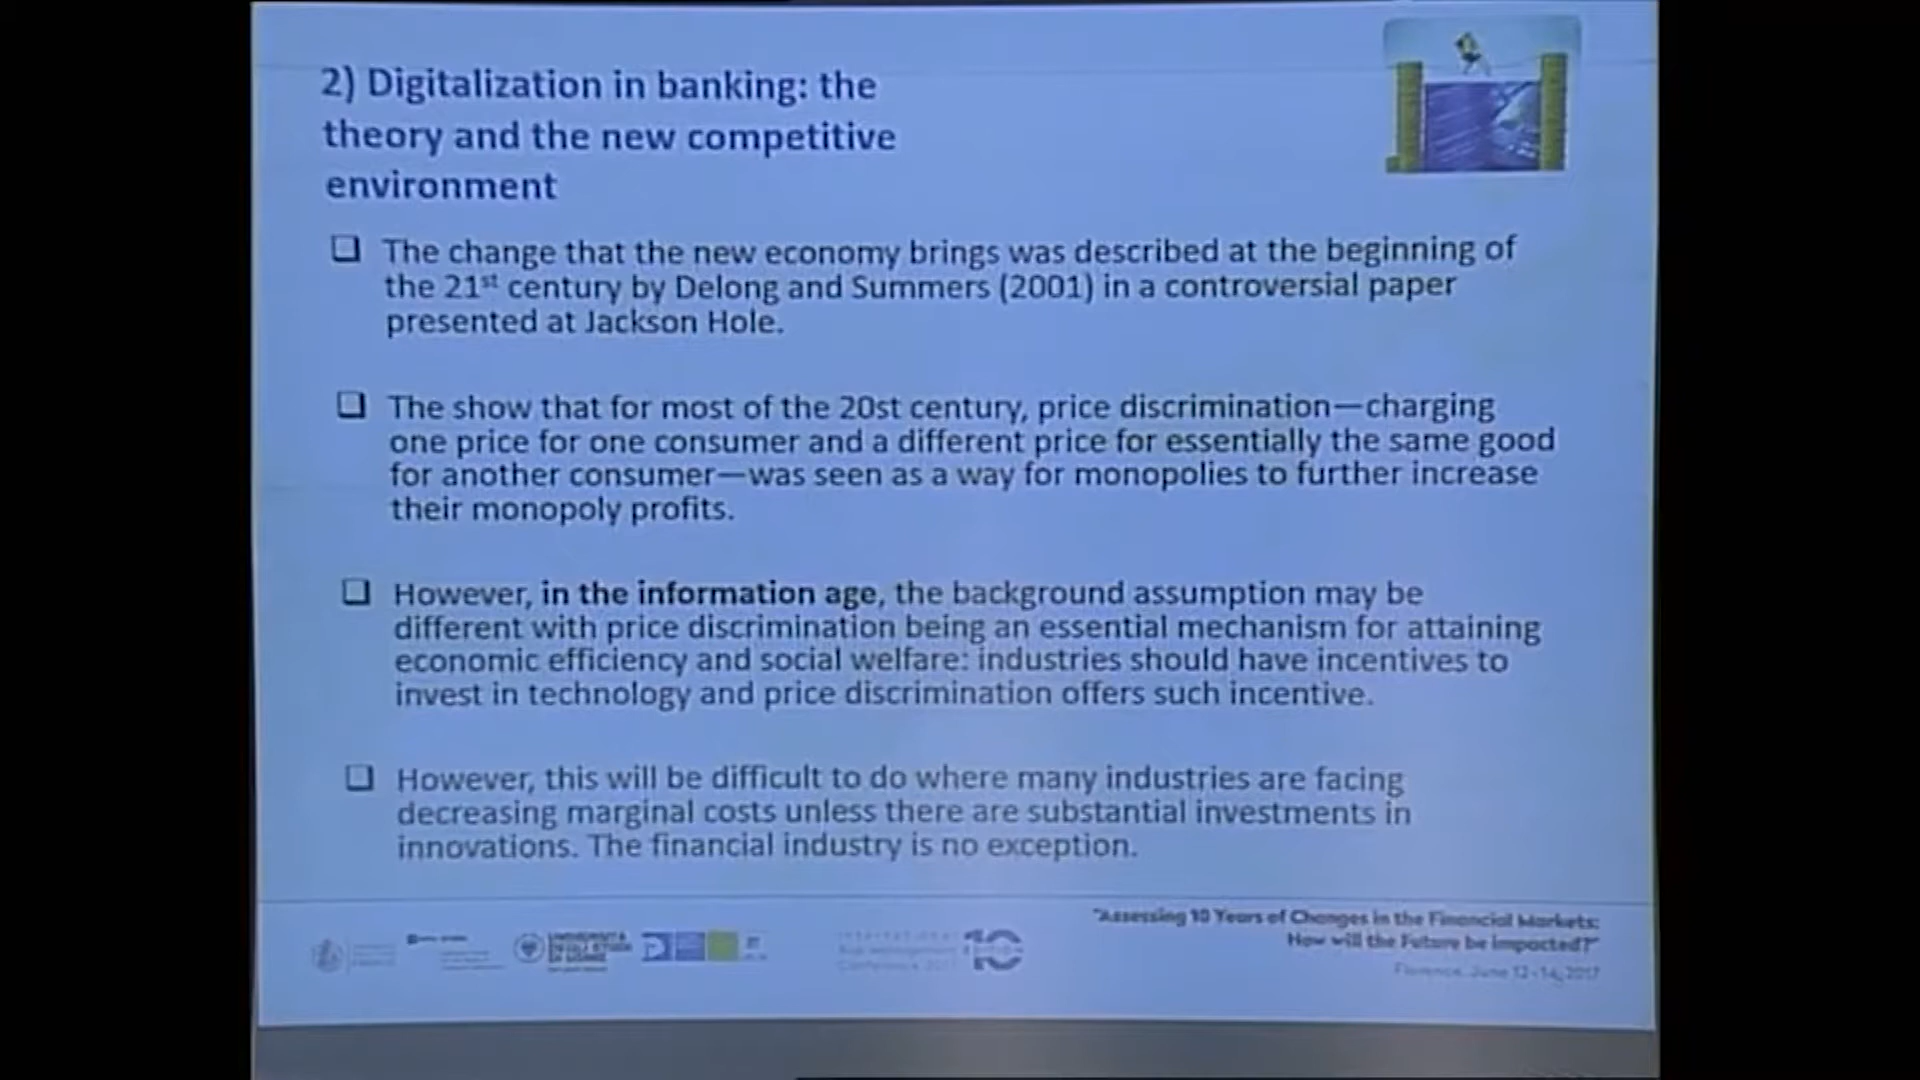 2) Digitalization in banking: the
theory and the new competitive
environment
The change that the new economy brings was described at the beginning of
the 21st century by Delong and Summers (2001) in a controversial paper
presented at Jackson Hole.
The show that for most of the 20st century, price discrimination—charging
one price for one consumer and a different price for essentially the same good
for another consumer—was seen as a way for monopolies to further increase
their monopoly profits.
However, in the information age, the background assumption may be
different with price discrimination being an essential mechanism for attaining
economic efficiency and social welfare: industries should have incentives to
invest in technology and price discrimination offers such incentive.
However, this will be difficult to do where many industries are facing
decreasing marginal costs unless there are substantial investments in
innovations. The financial industry is no exception.
"Assessing 10 Years of Changes in the Financial Markets:
How will the Future be Impacted?"
Florence, June 12-14, 2017
10